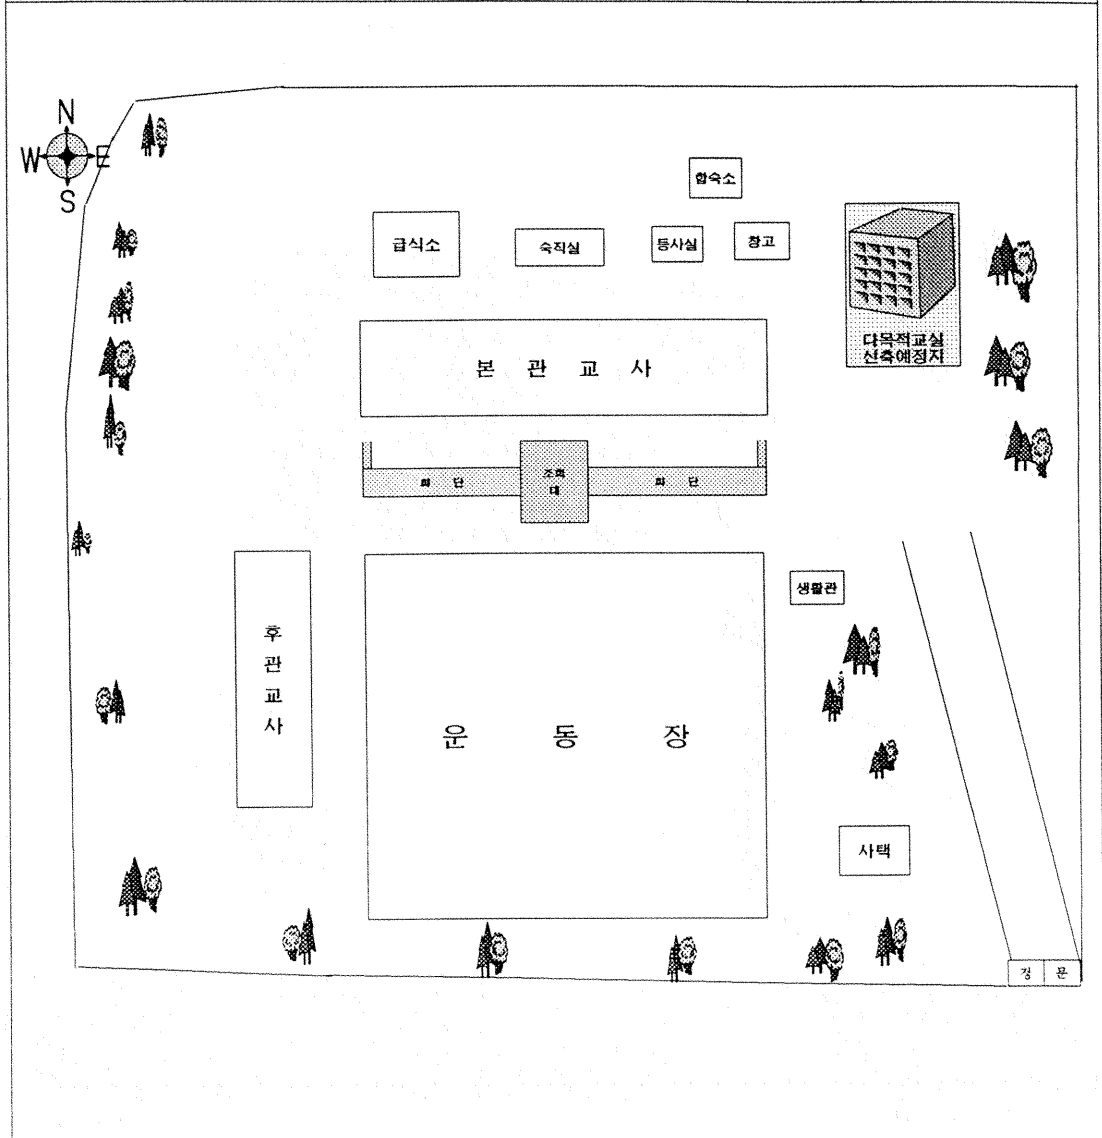 N
W E
S
합숙소
급식소
숙직실
등사실
창고
다목적교실
신축예정지
본 관 교 사
화 단
조회
대
화 단
생활관
후
관
교
사
운 동 장
사택
정 문